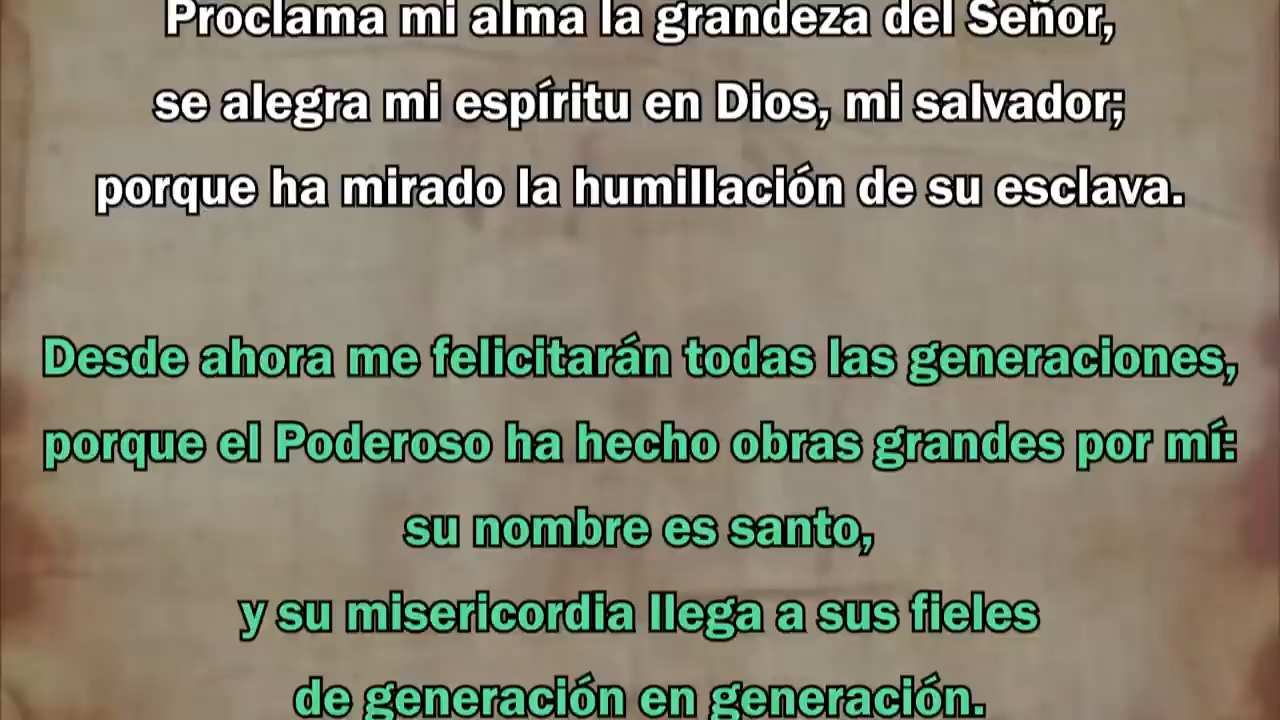 Proclama mi alma la grandeza del Señor,
se alegra mi espíritu en Dios, mi salvador;
porque ha mirado la humillación de su esclava.
Desde ahora me felicitarán todas las generaciones,
porque el Poderoso ha hecho obras grandes por mí:
su nombre es santo,
y su misericordia llega a sus fieles
de generación en generación.